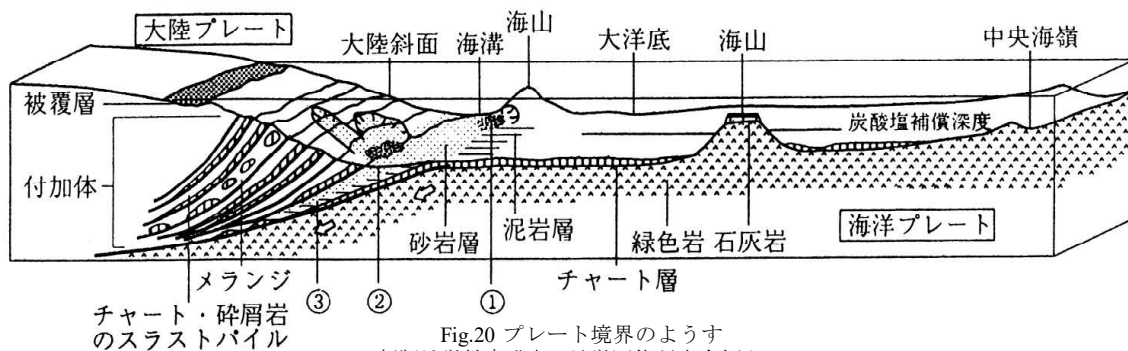 大陸プレート
海山
大陸斜面
海溝
大洋底
海山
中央海嶺
被覆層
炭酸塩補償深度
付加体
砂岩層
泥岩層
緑色岩
石灰岩
海洋プレート
メランジ
③
②
①
チャート層
チャート・砕屑岩
のスラストパイル
Fig.20 プレート境界のようす